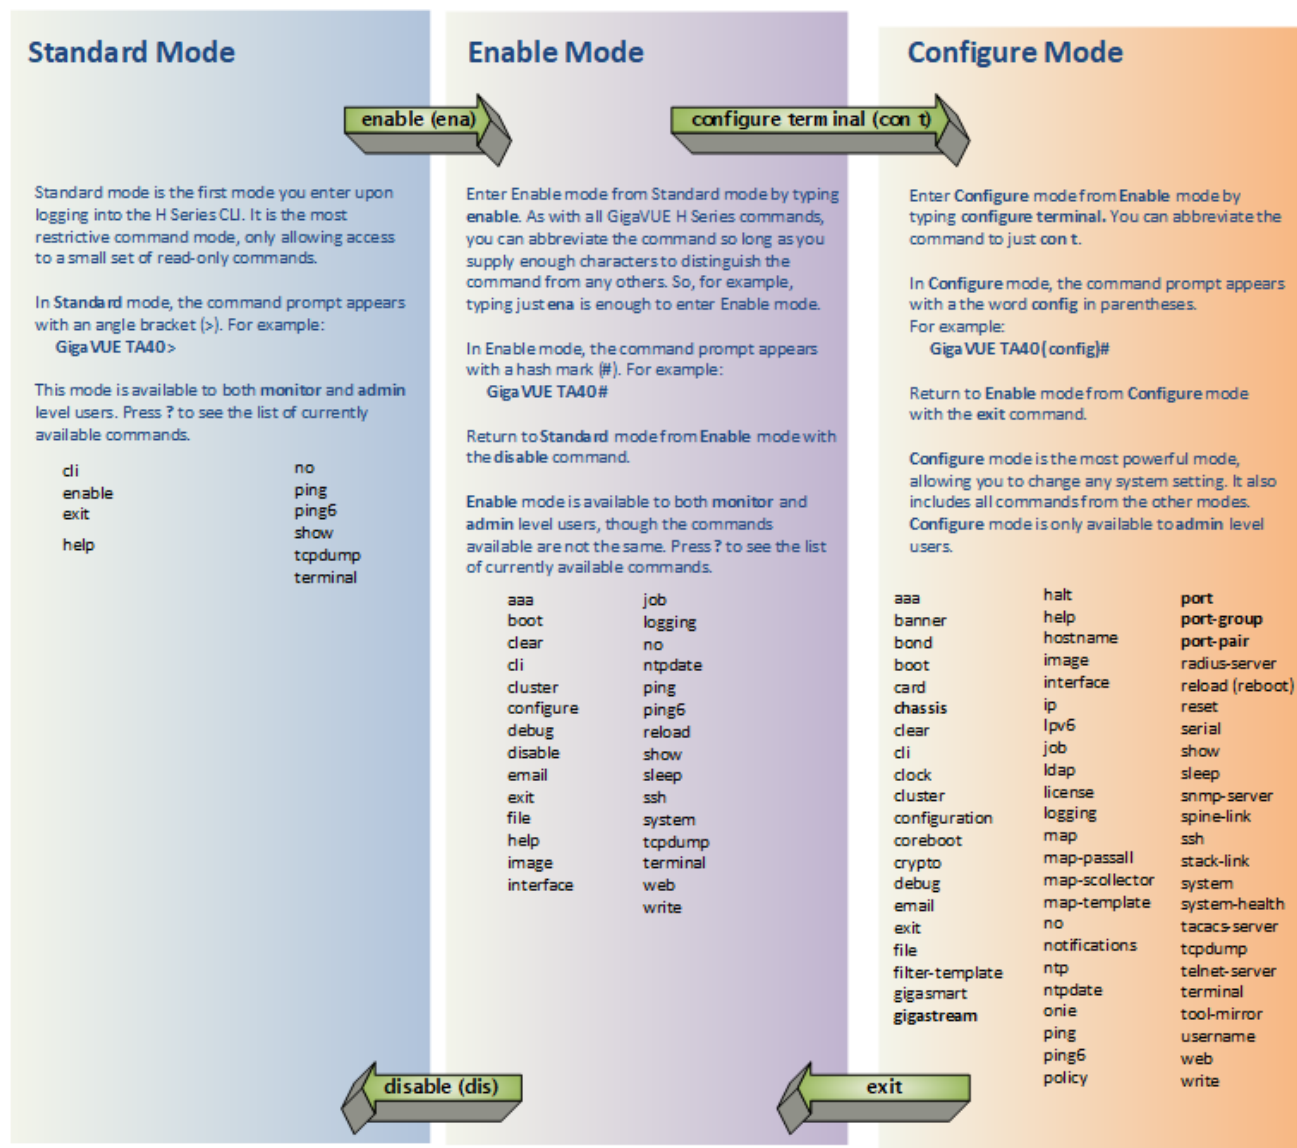 Standard Mode
enable (ena)
Standard mode is the first mode you enter upon
logging into the H Series CLI. It is the most
restrictive command mode, only allowing access
to a small set of read-only commands.
In Standard mode, the command prompt appears
with an angle bracket (>). For example:
GigaVUE TA40>
This mode is available to both monitor and admin
level users. Press ? to see the list of currently
available commands.
cli
enable
exit
help
no
ping
ping6
show
tcpdump
terminal
Enable Mode
configure terminal (con t)
Enter Enable mode from Standard mode by typing
enable. As with all GigaVUE H Series commands,
you can abbreviate the command so long as you
supply enough characters to distinguish the
command from any others. So, for example,
typing just ena is enough to enter Enable mode.
In Enable mode, the command prompt appears
with a hash mark (#). For example:
GigaVUE TA40#
Return to Standard mode from Enable mode with
the disable command.
Enable mode is available to both monitor and
admin level users, though the commands
available are not the same. Press ? to see the list
of currently available commands.
aaa
boot
clear
cli
cluster
configure
debug
disable
email
exit
file
help
image
interface
job
logging
no
ntpdate
ping
ping6
reload
show
sleep
ssh
system
tcpdump
terminal
web
write
disable (dis)
Configure Mode
Enter Configure mode from Enable mode by
typing configure terminal. You can abbreviate the
command to just con t.
In Configure mode, the command prompt appears
with a the word config in parentheses.
For example:
GigaVUE TA40(config)#
Return to Enable mode from Configure mode
with the exit command.
Configure mode is the most powerful mode,
allowing you to change any system setting. It also
includes all commands from the other modes.
Configure mode is only available to admin level
users.
aaa
banner
bond
boot
card
chassis
clear
cli
clock
cluster
configuration
coreboot
crypto
debug
email
exit
file
filter-template
gigasmart
gigastream
halt
help
hostname
image
interface
ip
Ipv6
job
ldap
license
logging
map
map-passall
map-scollector
map-template
no
notifications
ntp
ntpdate
onie
ping
ping6
policy
port
port-group
port-pair
radius-server
reload (reboot)
reset
serial
show
sleep
snmp-server
spine-link
ssh
stack-link
system
system-health
tacacs-server
tcpdump
telnet-server
terminal
tool-mirror
username
web
write
exit